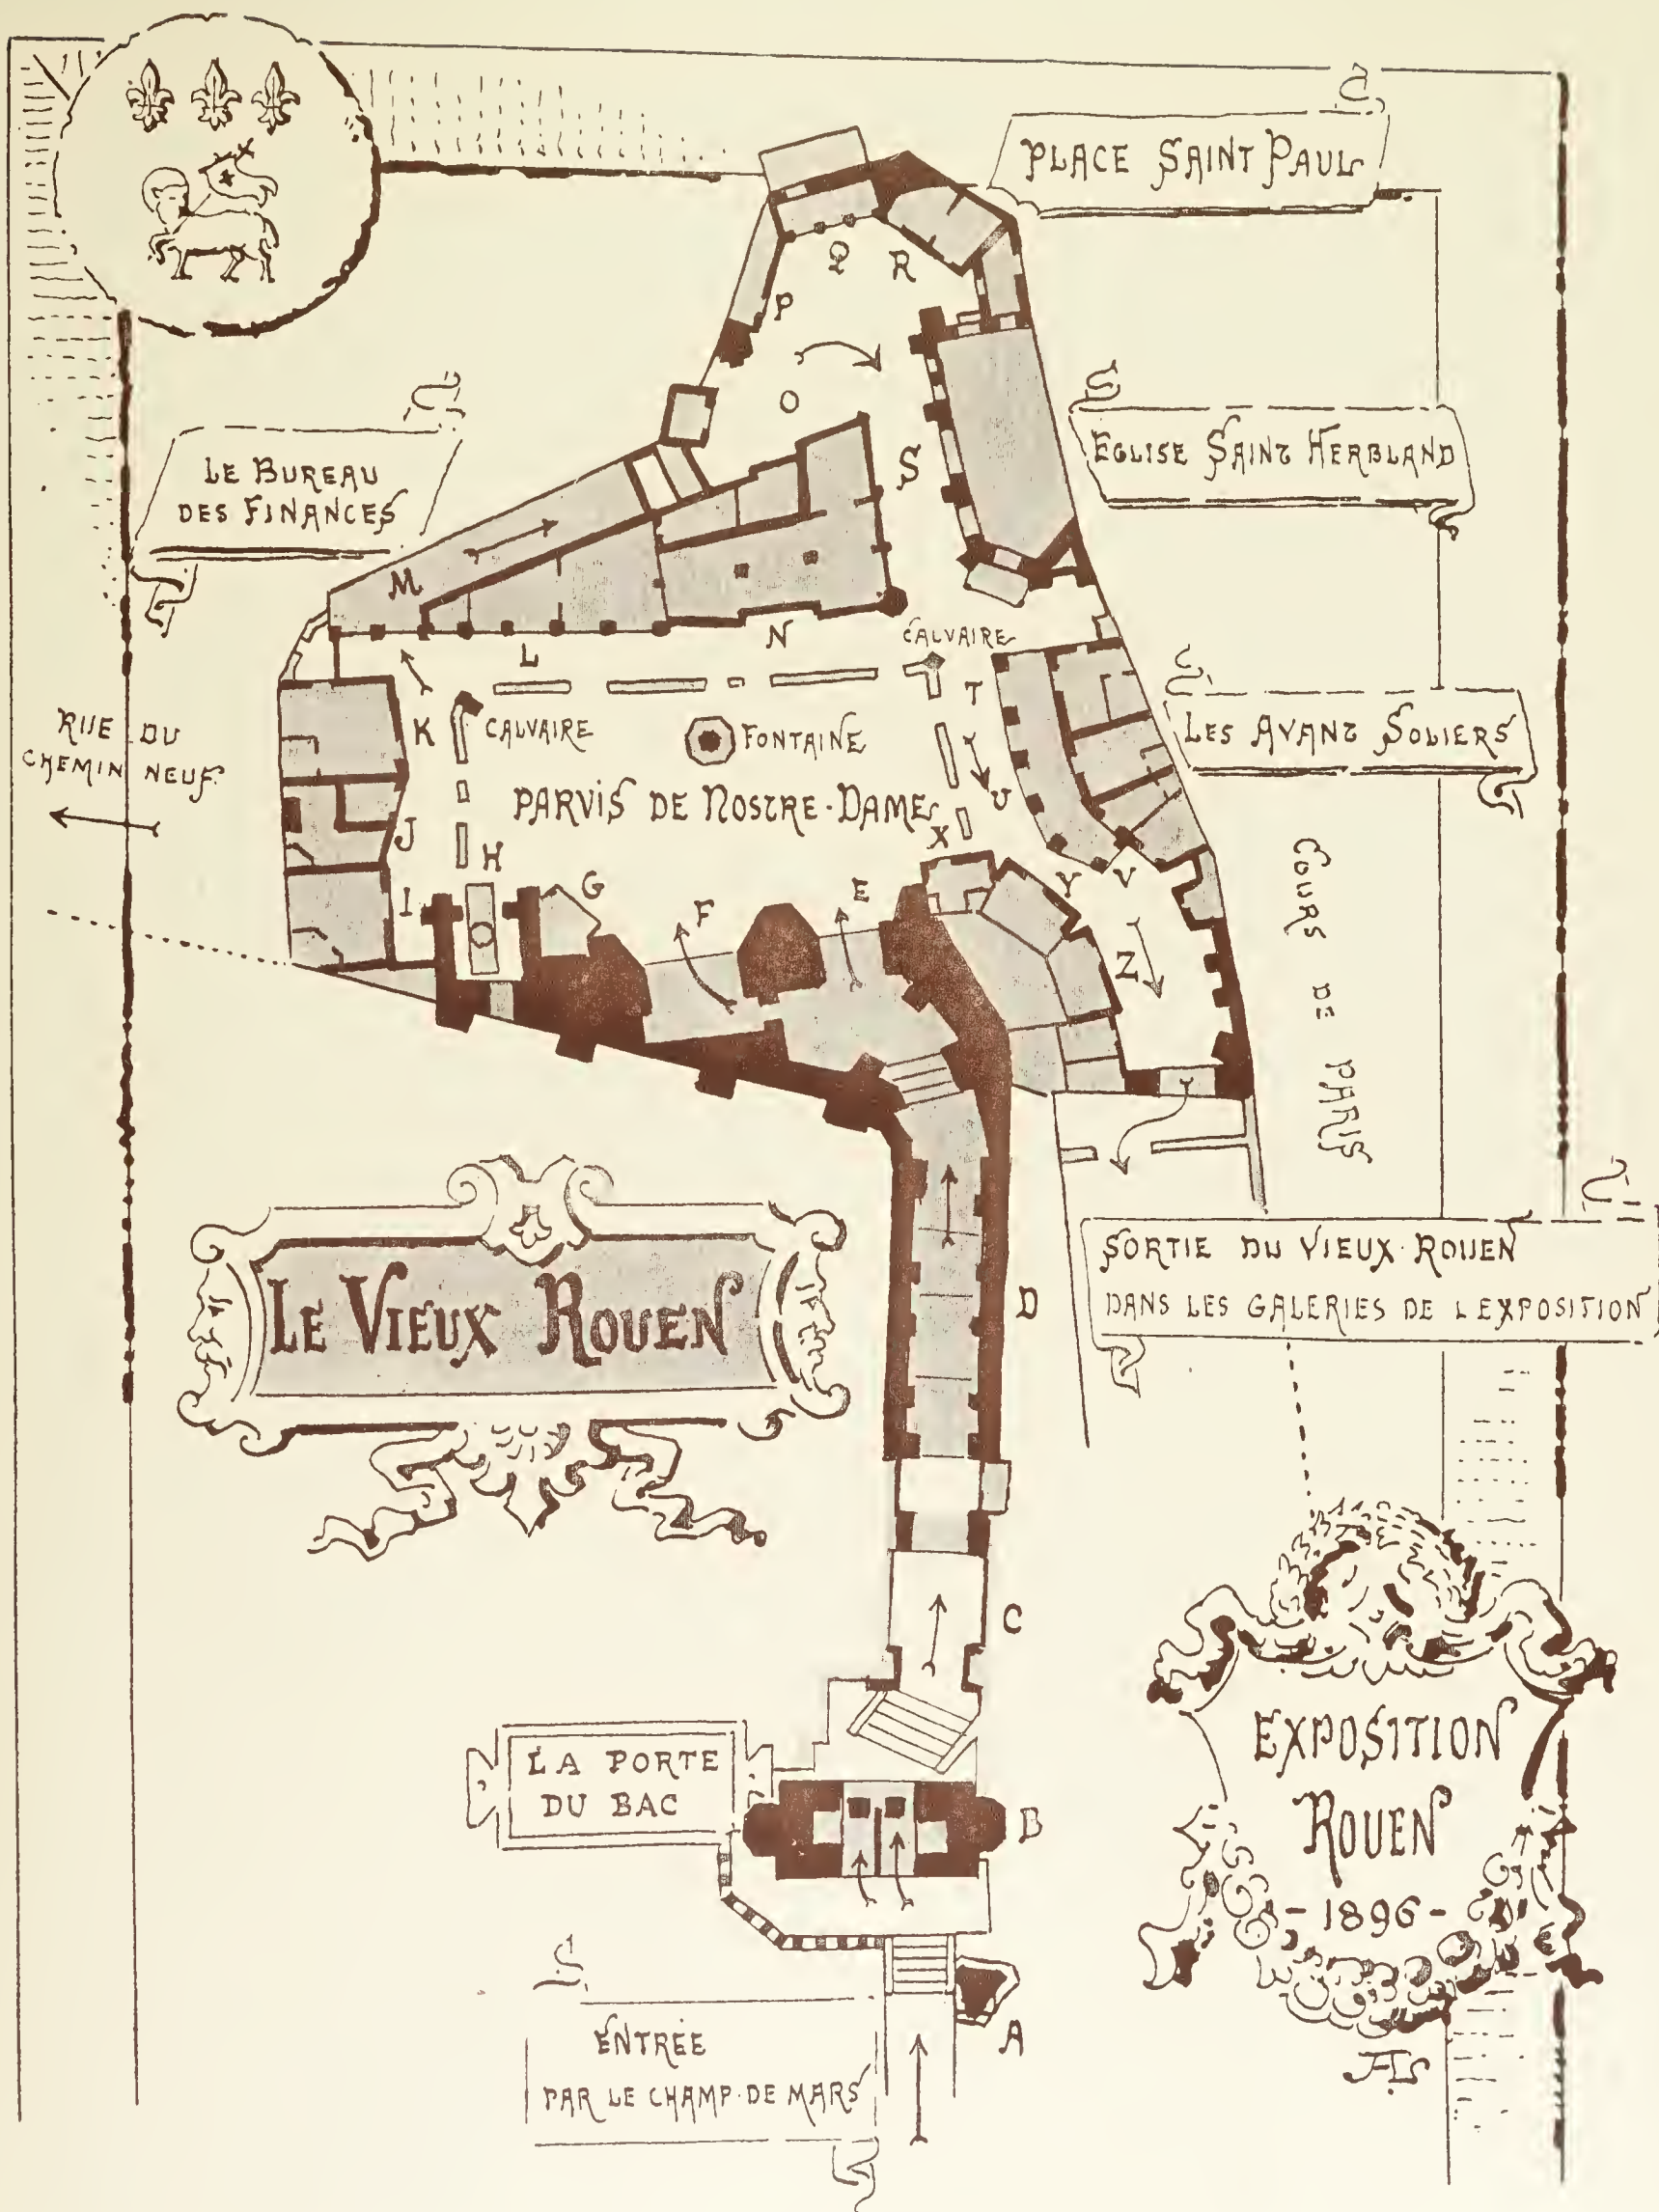 PLACE SAINT PAUL
Q
R
P
O
S
EGLISE SAINT HERBLAND
LE BUREAU
DES FINANCES
M
L
N
CALVAIRE
T
K
CALVAIRE
FONTAINE
LES AVANT SOLIERS
RUE DU
CHEMIN NEUF
PARVIS DE NOSTRE-DAME
U
X
J
H
I
G
F
E
Y
V
Z
COURS DE PARIS
LE VIEUX ROUEN
D
SORTIE DU VIEUX ROUEN
DANS LES GALERIES DE L EXPOSITION
C
LA PORTE
DU BAC
B
EXPOSITION
ROUEN
- 1896 -
A
ENTRÉE
PAR LE CHAMP-DE MARS